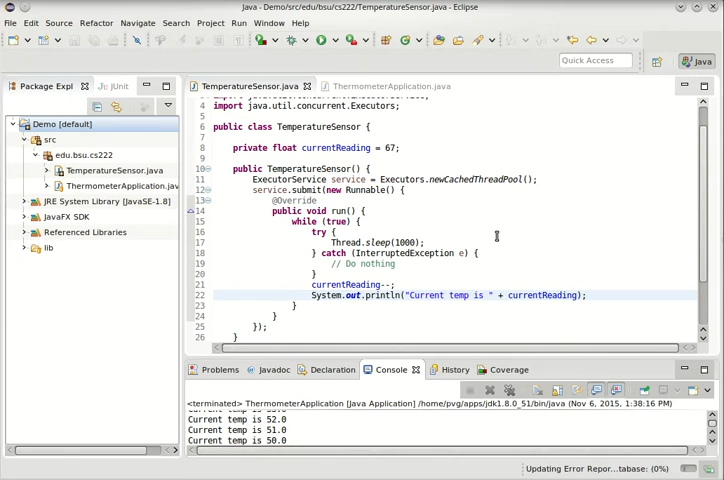 Java - Demo/src/edu/bsu/cs222/TemperatureSensor.java - Eclipse
File Edit Source Refactor Navigate Search Project Run Window Help
Quick Access
Java
Package Expl
JUnit
Demo [default]
src
edu.bsu.cs222
TemperatureSensor.java
ThermometerApplication.jav
JRE System Library [JavaSE-1.8]
JavaFX SDK
Referenced Libraries
lib
TemperatureSensor.java
ThermometerApplication.java
4 import java.util.concurrent.Executors;
5
6 public class TemperatureSensor {
7
8 private float currentReading = 67;
9
10 public TemperatureSensor() {
11 ExecutorService service = Executors.newCachedThreadPool();
12 service.submit(new Runnable() {
13 @Override
14 public void run() {
15 while (true) {
16 try {
17 Thread.sleep(1000);
18 } catch (InterruptedException e) {
19 // Do nothing
20 }
21 currentReading--;
22 System.out.println("Current temp is " + currentReading);
23 }
24 }
25 });
26 }
Problems Javadoc Declaration Console History Coverage
<terminated> ThermometerApplication [Java Application] /home/pvg/apps/jdk1.8.0_51/bin/java (Nov 6, 2015, 1:38:16 PM)
Current temp is 52.0
Current temp is 51.0
Current temp is 50.0
Updating Error Repor...tabase: (0%)